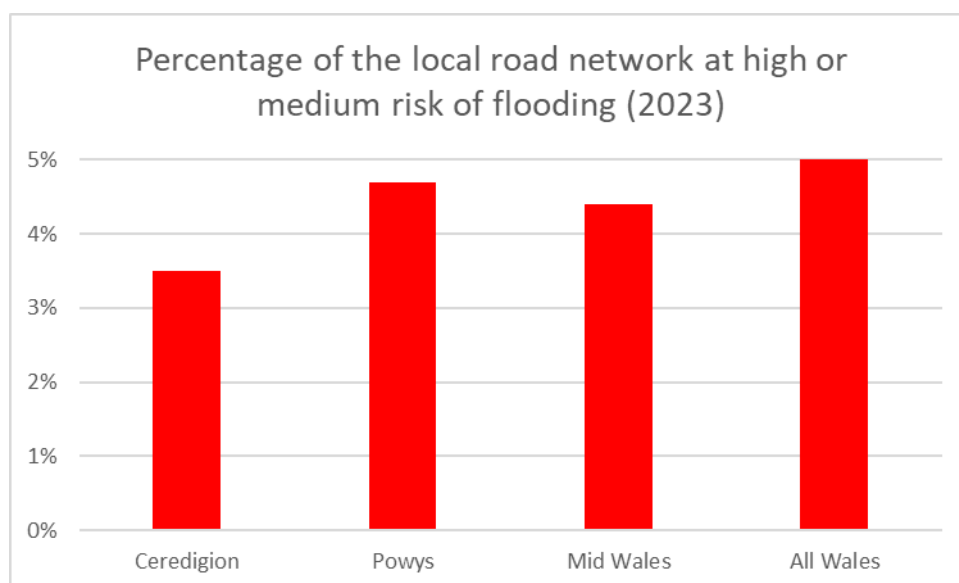 Percentage of the local road network at high or
medium risk of flooding (2023)
5%
4%
3%
2%
1%
0%
Ceredigion
Powys
Mid Wales
All Wales